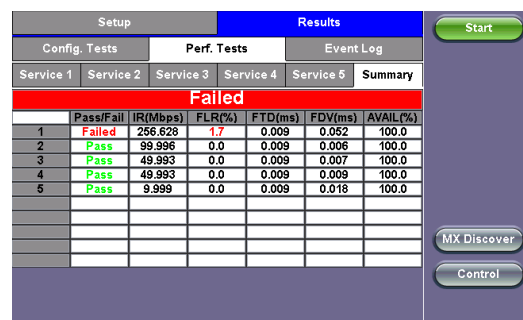 Setup Results
Start
Config. Tests Perf. Tests Event Log
Service 1 Service 2 Service 3 Service 4 Service 5 Summary
Failed
Pass/Fail IR(Mbps) FLR(%) FTD(ms) FDV(ms) AVAIL(%)
1 Failed 256.628 1.7 0.009 0.052 100.0
2 Pass 99.996 0.0 0.009 0.006 100.0
3 Pass 49.993 0.0 0.009 0.007 100.0
4 Pass 49.993 0.0 0.009 0.009 100.0
5 Pass 9.999 0.0 0.009 0.018 100.0
MX Discover
Control